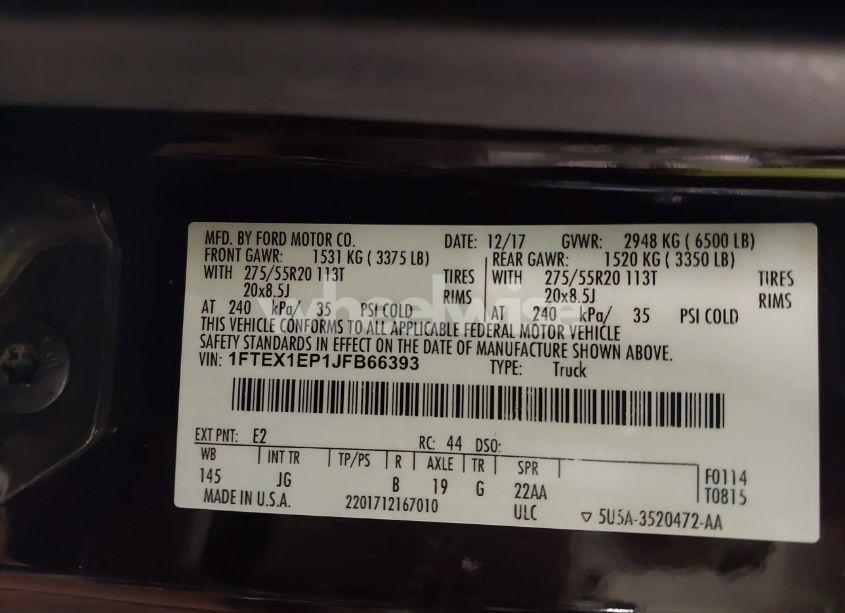 MFD. BY FORD MOTOR CO. DATE: 12/17 GVWR: 2948 KG ( 6500 LB)
FRONT GAWR: 1531 KG ( 3375 LB) REAR GAWR: 1520 KG ( 3350 LB)
WITH 275/55R20 113T TIRES WITH 275/55R20 113T TIRES
20x8.5J RIMS 20x8.5J RIMS
AT 240 kPa/ 35 PSI COLD AT 240 kPa/ 35 PSI COLD
wheelwise
THIS VEHICLE CONFORMS TO ALL APPLICABLE FEDERAL MOTOR VEHICLE
SAFETY STANDARDS IN EFFECT ON THE DATE OF MANUFACTURE SHOWN ABOVE.
VIN: 1FTEX1EP1JFB66393 TYPE: Truck
EXT PNT: E2 RC: 44 DSO:
WB INT TR TP/PS R AXLE TR SPR
145 JG B 19 G 22AA F0114
T0815
MADE IN U.S.A. 2201712167010 ULC ▽ 5U5A-3520472-AA